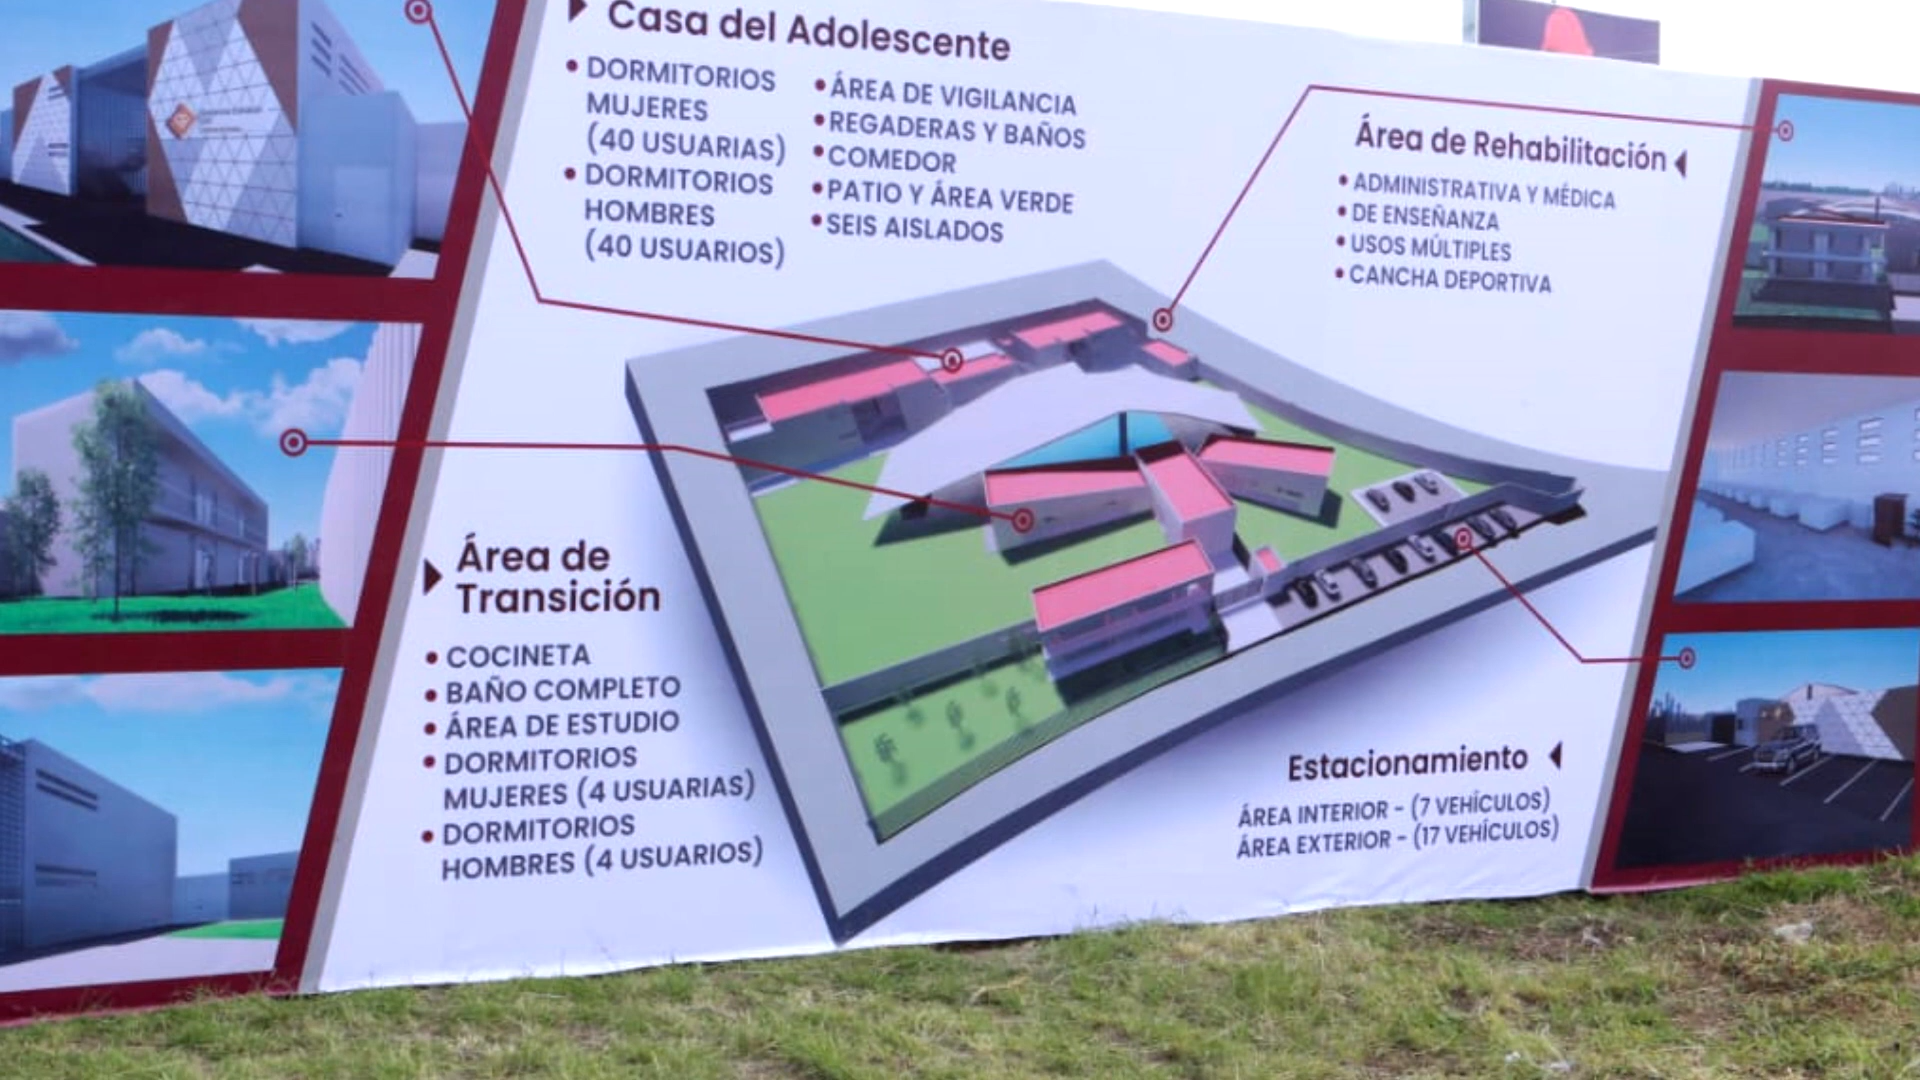 Casa del Adolescente
• DORMITORIOS
MUJERES
(40 USUARIAS)
• DORMITORIOS
HOMBRES
(40 USUARIOS)
• ÁREA DE VIGILANCIA
• REGADERAS Y BAÑOS
• COMEDOR
• PATIO Y ÁREA VERDE
• SEIS AISLADOS
Área de Rehabilitación
• ADMINISTRATIVA Y MÉDICA
• DE ENSEÑANZA
• USOS MÚLTIPLES
• CANCHA DEPORTIVA
Área de
Transición
• COCINETA
• BAÑO COMPLETO
• ÁREA DE ESTUDIO
• DORMITORIOS
MUJERES (4 USUARIAS)
• DORMITORIOS
HOMBRES (4 USUARIOS)
Estacionamiento
ÁREA INTERIOR - (7 VEHÍCULOS)
ÁREA EXTERIOR - (17 VEHÍCULOS)